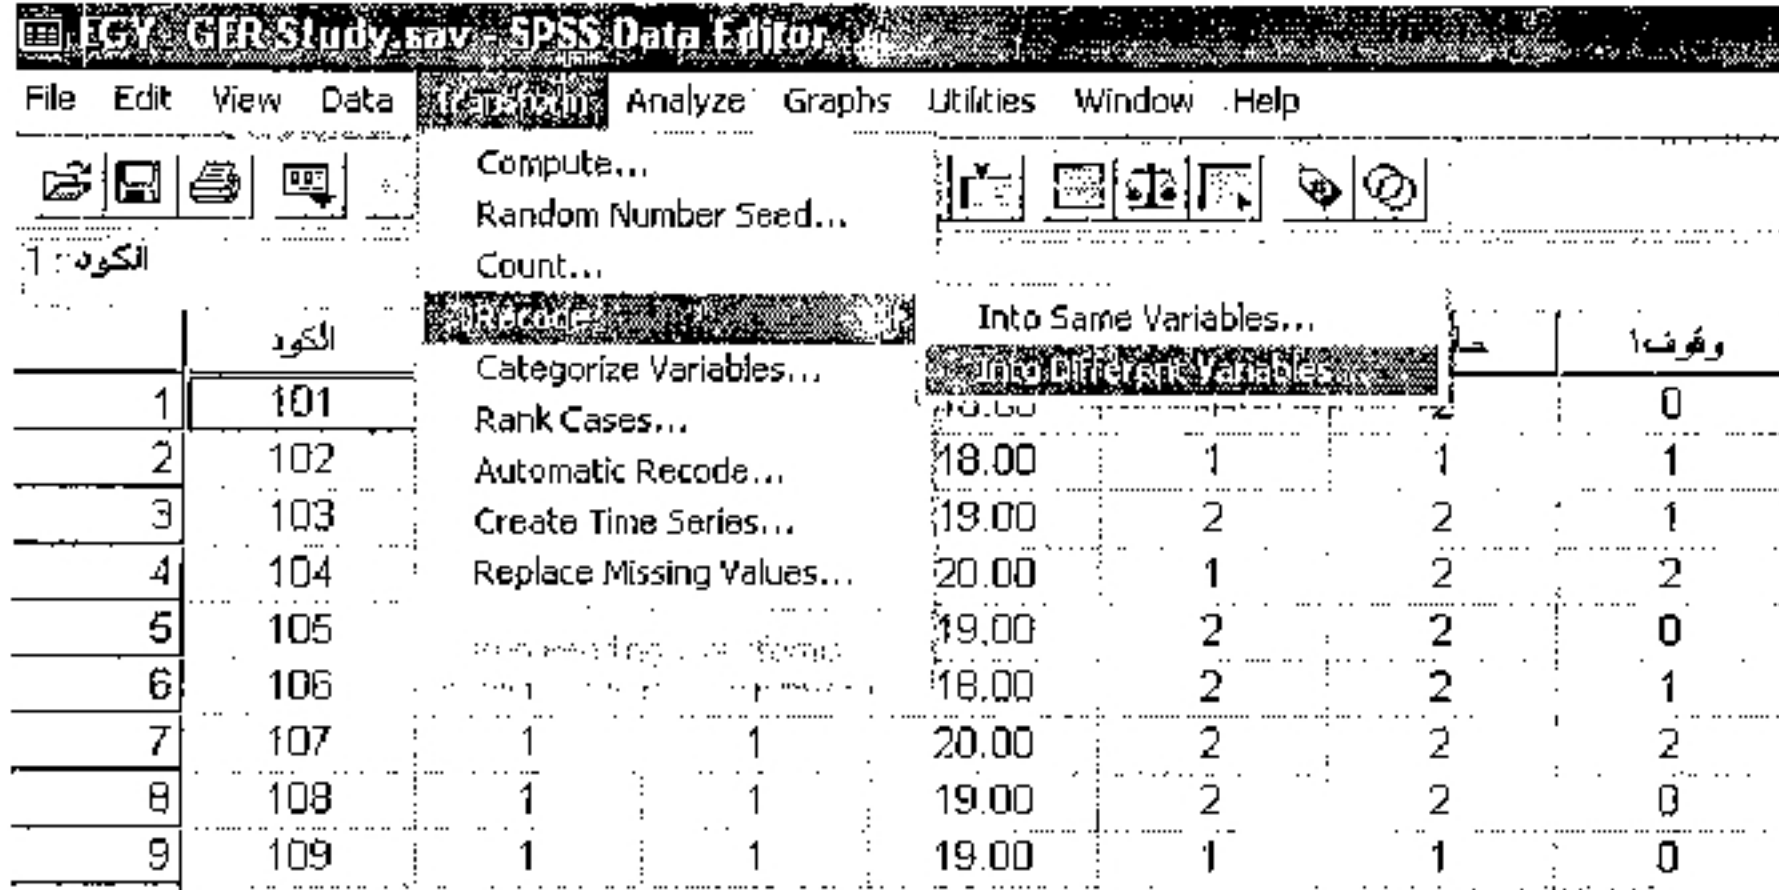 EGY - GER Study.sav - SPSS Data Editor
File Edit View Data Transform Analyze Graphs Utilities Window Help
Compute...
Random Number Seed...
Count...
1 : الكود
Recode
Into Same Variables...
Into Different Variables...
الكود وقوف١
Categorize Variables...
1 101 2 0
Rank Cases...
2 102 18.00 1 1 1
Automatic Recode...
3 103 19.00 2 2 1
Create Time Series...
4 104 20.00 1 2 2
Replace Missing Values...
5 105 19.00 2 2 0
6 106 18.00 2 2 1
7 107 1 1 20.00 2 2 2
8 108 1 1 19.00 2 2 0
9 109 1 1 19.00 1 1 0